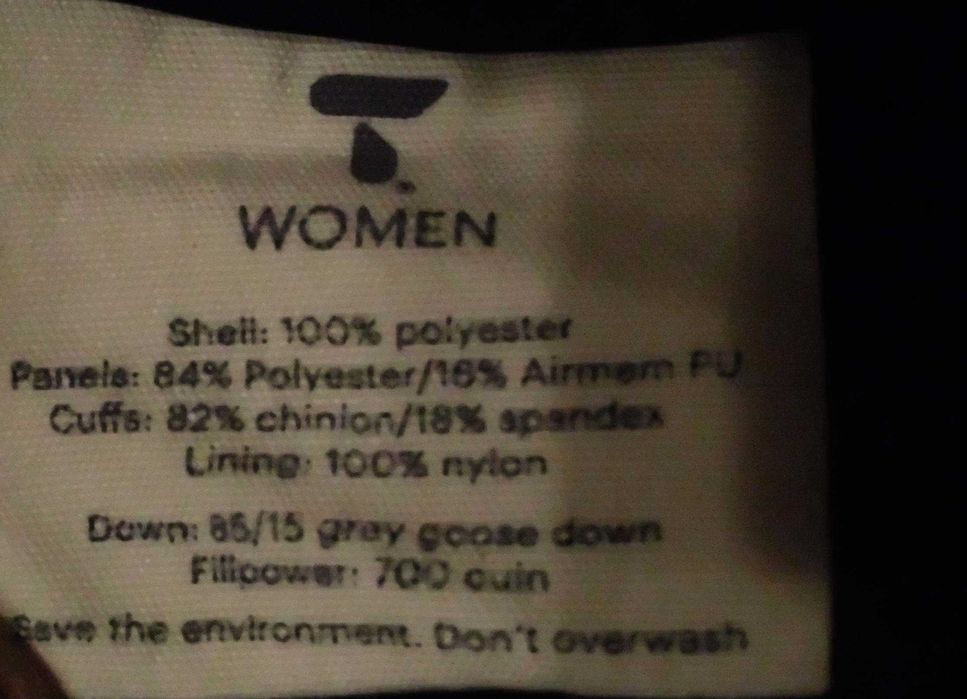 WOMEN
Shell: 100% polyester
Panels: 84% Polyester/16% Airmem PU
Cuffs: 82% chinlon/18% spandex
Lining: 100% nylon
Down: 85/15 grey goose down
Fillpower: 700 cuin
Save the environment. Don't overwash